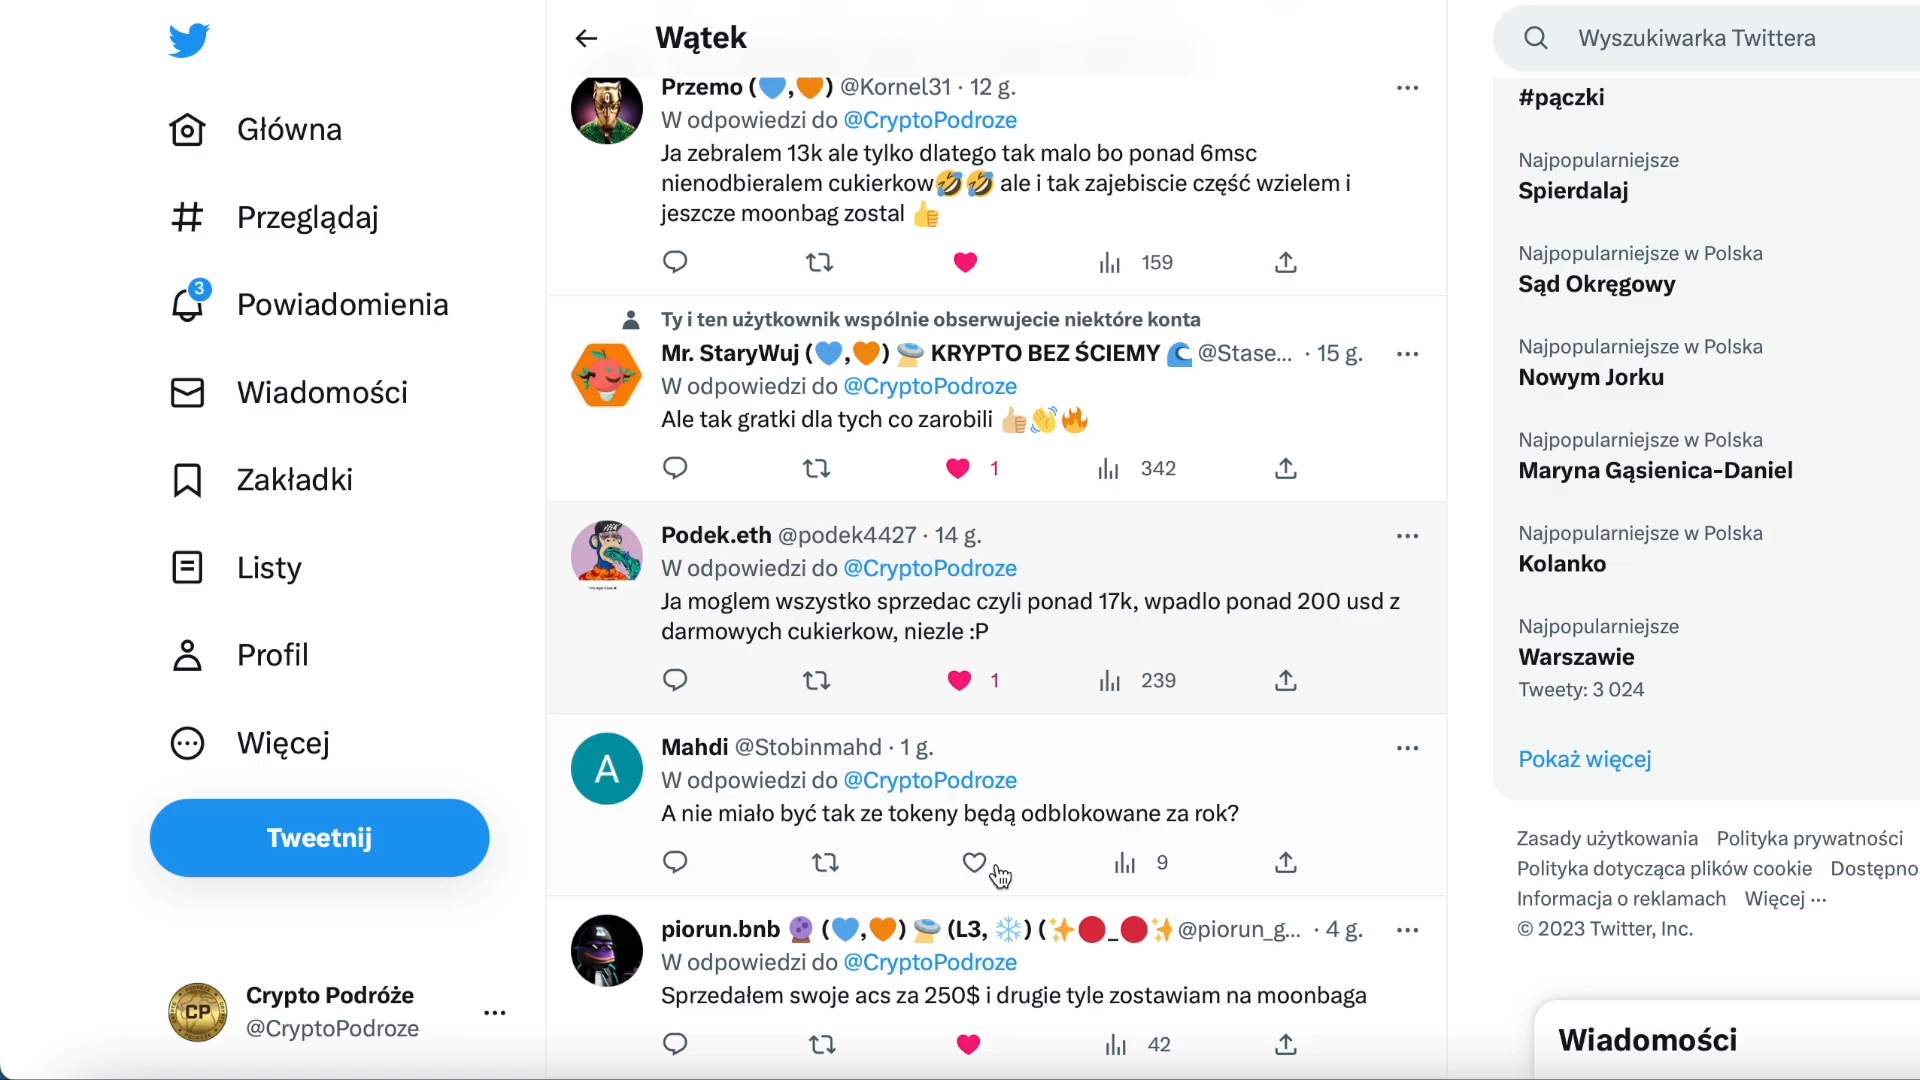 Główna
Przeglądaj
3
Powiadomienia
Wiadomości
Zakładki
Listy
Profil
Więcej
Tweetnij
CP
Crypto Podróże
@CryptoPodroze
Wątek
Przemo (💙,🧡) @Kornel31 · 12 g.
W odpowiedzi do @CryptoPodroze
Ja zebralem 13k ale tylko dlatego tak malo bo ponad 6msc
nienodbieralem cukierkow🤣🤣 ale i tak zajebiscie część wzielem i
jeszcze moonbag zostal 👍
159
Ty i ten użytkownik wspólnie obserwujecie niektóre konta
Mr. StaryWuj (💙,🧡) 🛸 KRYPTO BEZ ŚCIEMY 🌊 @Stase... · 15 g.
W odpowiedzi do @CryptoPodroze
Ale tak gratki dla tych co zarobili 👍🏼👏🔥
1 342
Podek.eth @podek4427 · 14 g.
W odpowiedzi do @CryptoPodroze
Ja moglem wszystko sprzedac czyli ponad 17k, wpadlo ponad 200 usd z
darmowych cukierkow, niezle :P
1 239
A
Mahdi @Stobinmahd · 1 g.
W odpowiedzi do @CryptoPodroze
A nie miało być tak ze tokeny będą odblokowane za rok?
9
piorun.bnb 🔮 (💙,🧡) 🛸 (L3, ❄️) (✨🔴_🔴✨ @piorun_g... · 4 g.
W odpowiedzi do @CryptoPodroze
Sprzedałem swoje acs za 250$ i drugie tyle zostawiam na moonbaga
42
Wyszukiwarka Twittera
#pączki
Najpopularniejsze
Spierdalaj
Najpopularniejsze w Polska
Sąd Okręgowy
Najpopularniejsze w Polska
Nowym Jorku
Najpopularniejsze w Polska
Maryna Gąsienica-Daniel
Najpopularniejsze w Polska
Kolanko
Najpopularniejsze
Warszawie
Tweety: 3 024
Pokaż więcej
Zasady użytkowania Polityka prywatności
Polityka dotycząca plików cookie Dostępno
Informacja o reklamach Więcej ···
© 2023 Twitter, Inc.
Wiadomości